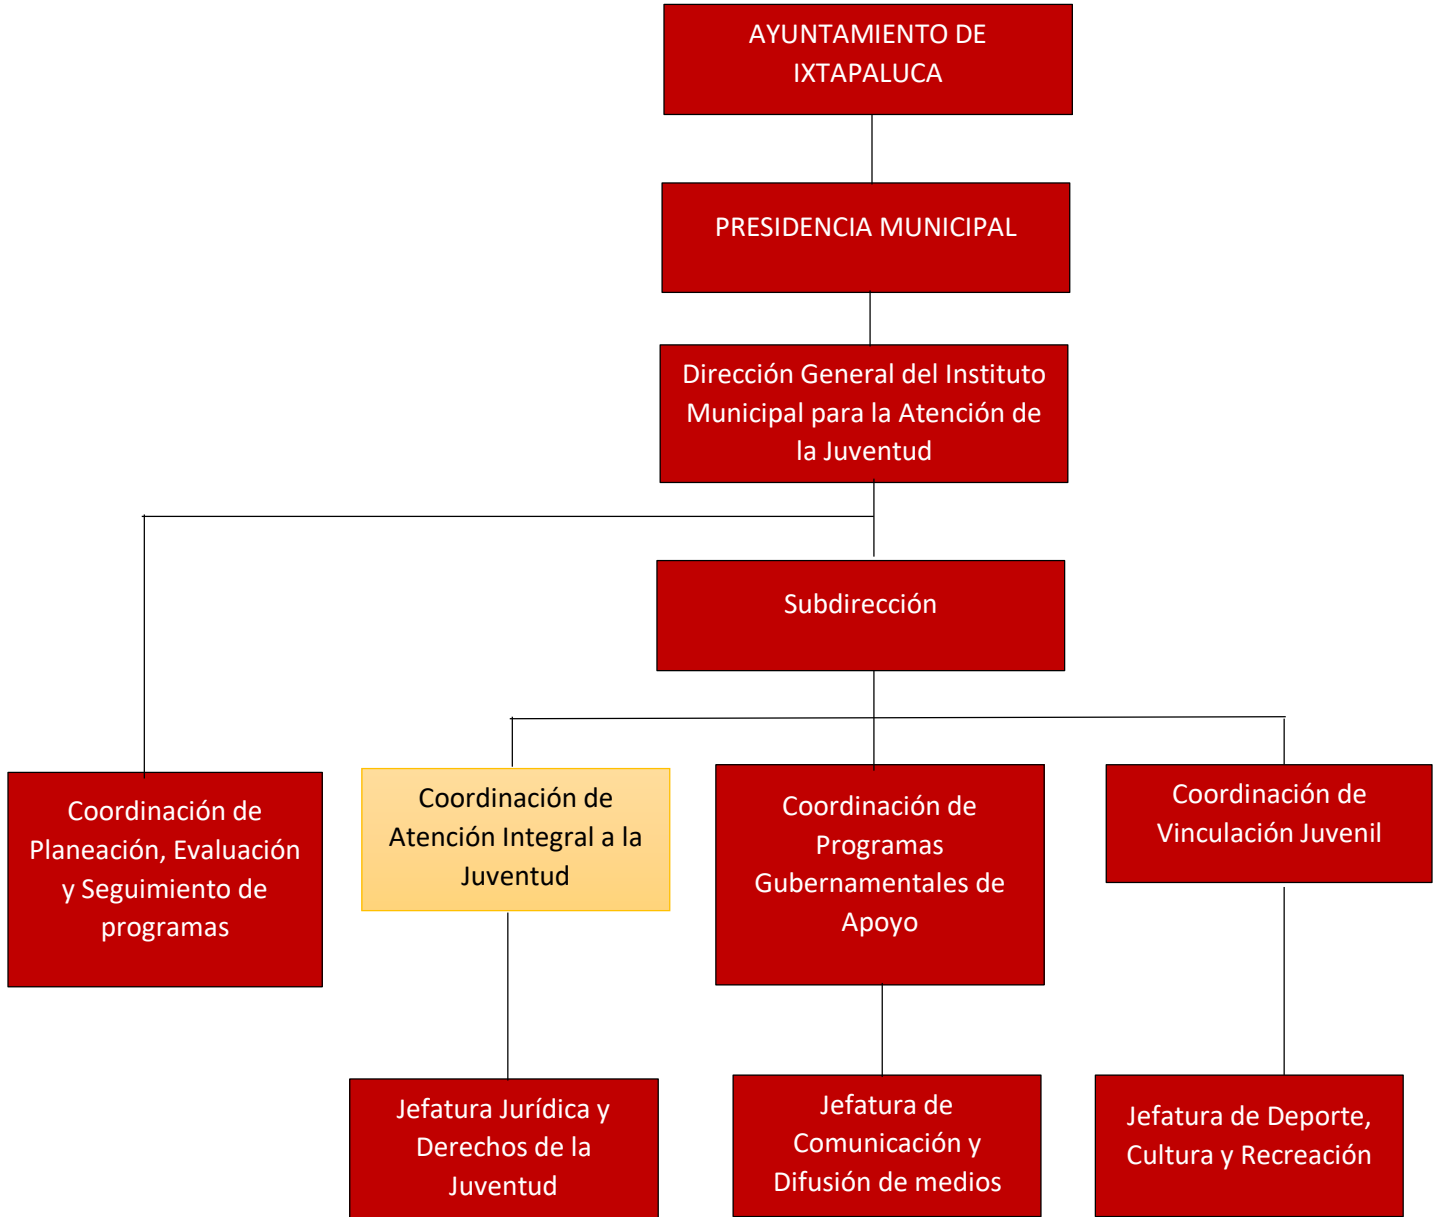 AYUNTAMIENTO DE
IXTAPALUCA
PRESIDENCIA MUNICIPAL
Dirección General del Instituto
Municipal para la Atención de
la Juventud
Subdirección
Coordinación de
Planeación, Evaluación
y Seguimiento de
programas
Coordinación de
Atención Integral a la
Juventud
Coordinación de
Programas
Gubernamentales de
Apoyo
Coordinación de
Vinculación Juvenil
Jefatura Jurídica y
Derechos de la
Juventud
Jefatura de
Comunicación y
Difusión de medios
Jefatura de Deporte,
Cultura y Recreación